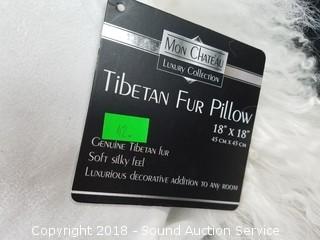 Mon Chateau
Luxury Collection
Tibetan Fur Pillow
18" x 18"
45 cm x 45 cm
Genuine Tibetan fur
Soft silky feel
Luxurious decorative addition to any room
Copyright 2018 - Sound Auction Service